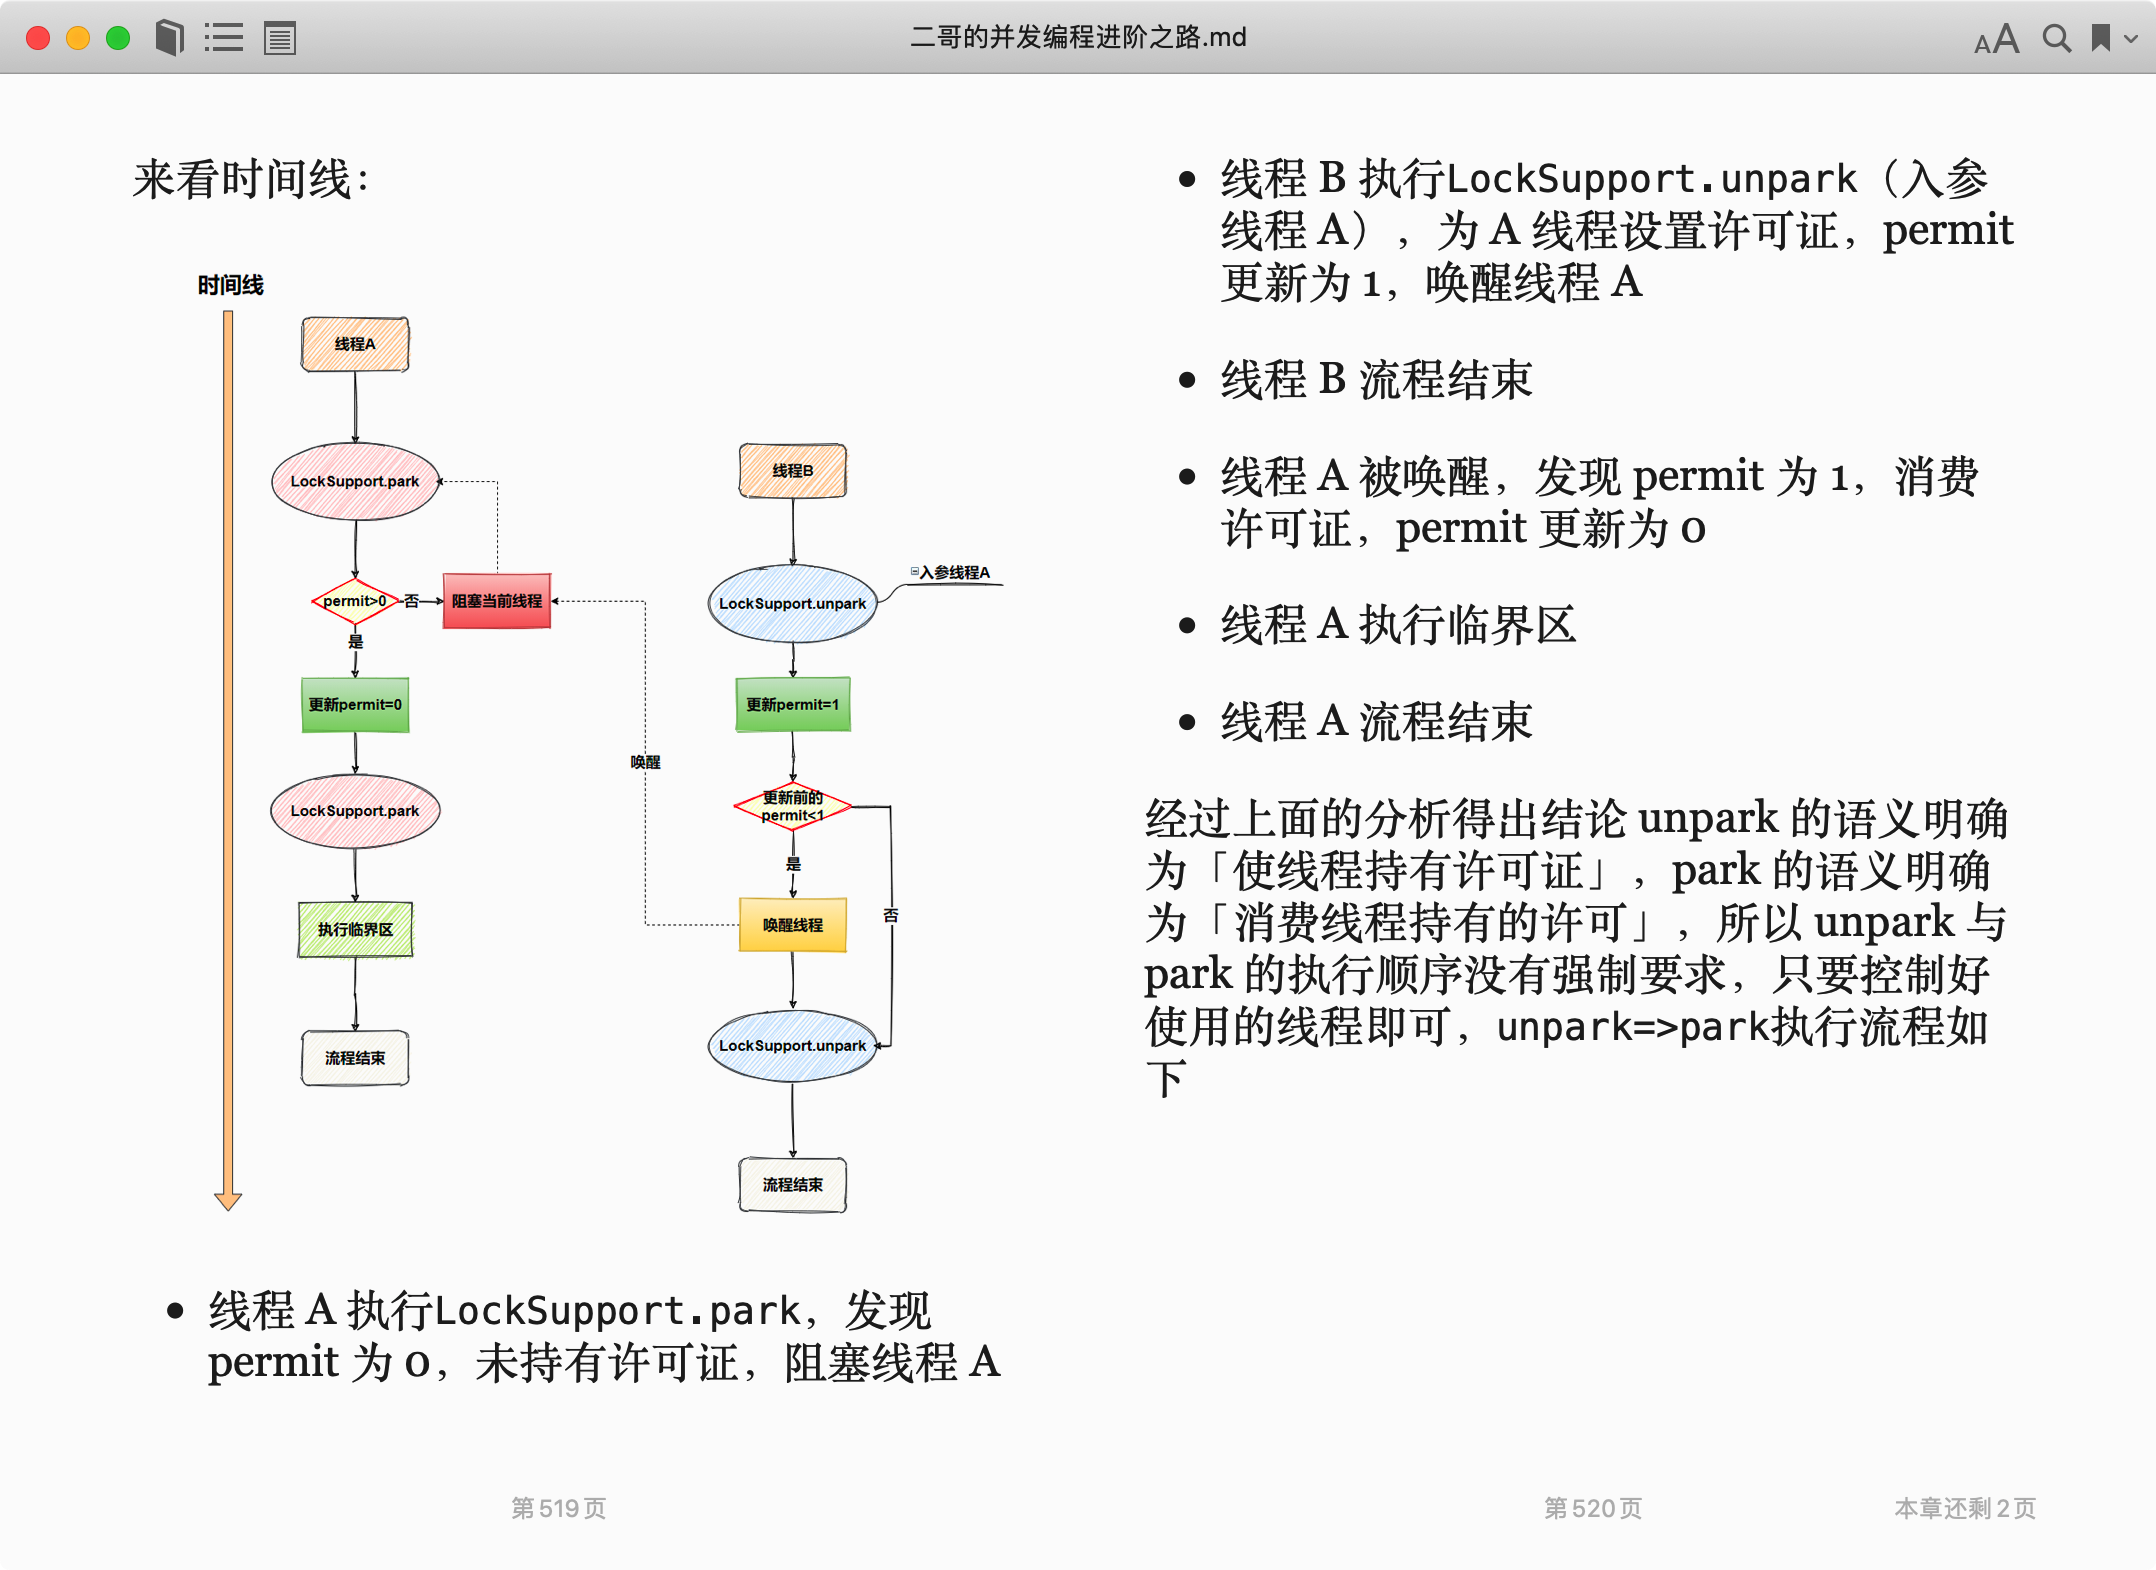 二哥的并发编程进阶之路.md
AA
来看时间线：
时间线
线程A
LockSupport.park
permit>0
否
阻塞当前线程
是
更新permit=0
LockSupport.park
执行临界区
流程结束
唤醒
线程B
LockSupport.unpark
入参线程A
更新permit=1
更新前的
permit<1
是
否
唤醒线程
LockSupport.unpark
流程结束
• 线程 A 执行LockSupport.park，发现
permit 为 0，未持有许可证，阻塞线程 A
第519页
• 线程 B 执行LockSupport.unpark（入参
线程 A），为 A 线程设置许可证，permit
更新为 1，唤醒线程 A
• 线程 B 流程结束
• 线程 A 被唤醒，发现 permit 为 1，消费
许可证，permit 更新为 0
• 线程 A 执行临界区
• 线程 A 流程结束
经过上面的分析得出结论 unpark 的语义明确
为「使线程持有许可证」，park 的语义明确
为「消费线程持有的许可」，所以 unpark 与
park 的执行顺序没有强制要求，只要控制好
使用的线程即可，unpark=>park执行流程如
下
第520页
本章还剩2页